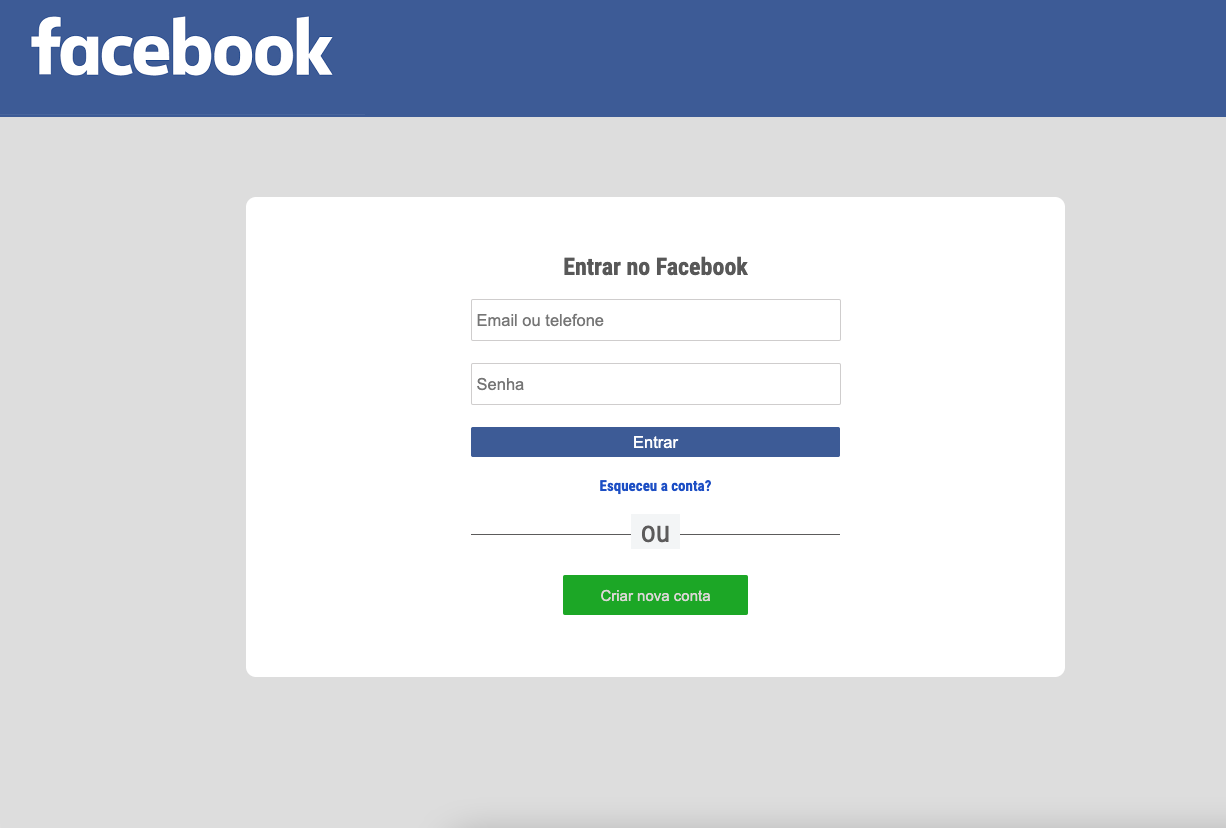 facebook
Entrar no Facebook
Email ou telefone
Senha
Entrar
Esqueceu a conta?
ou
Criar nova conta